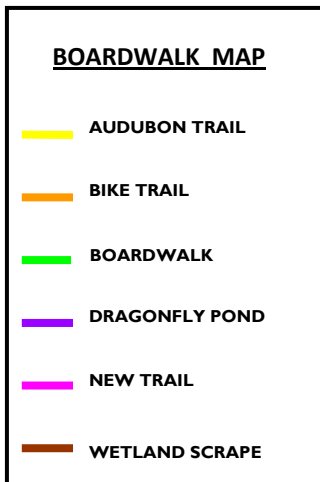 BOARDWALK MAP
AUDUBON TRAIL
BIKE TRAIL
BOARDWALK
DRAGONFLY POND
NEW TRAIL
WETLAND SCRAPE